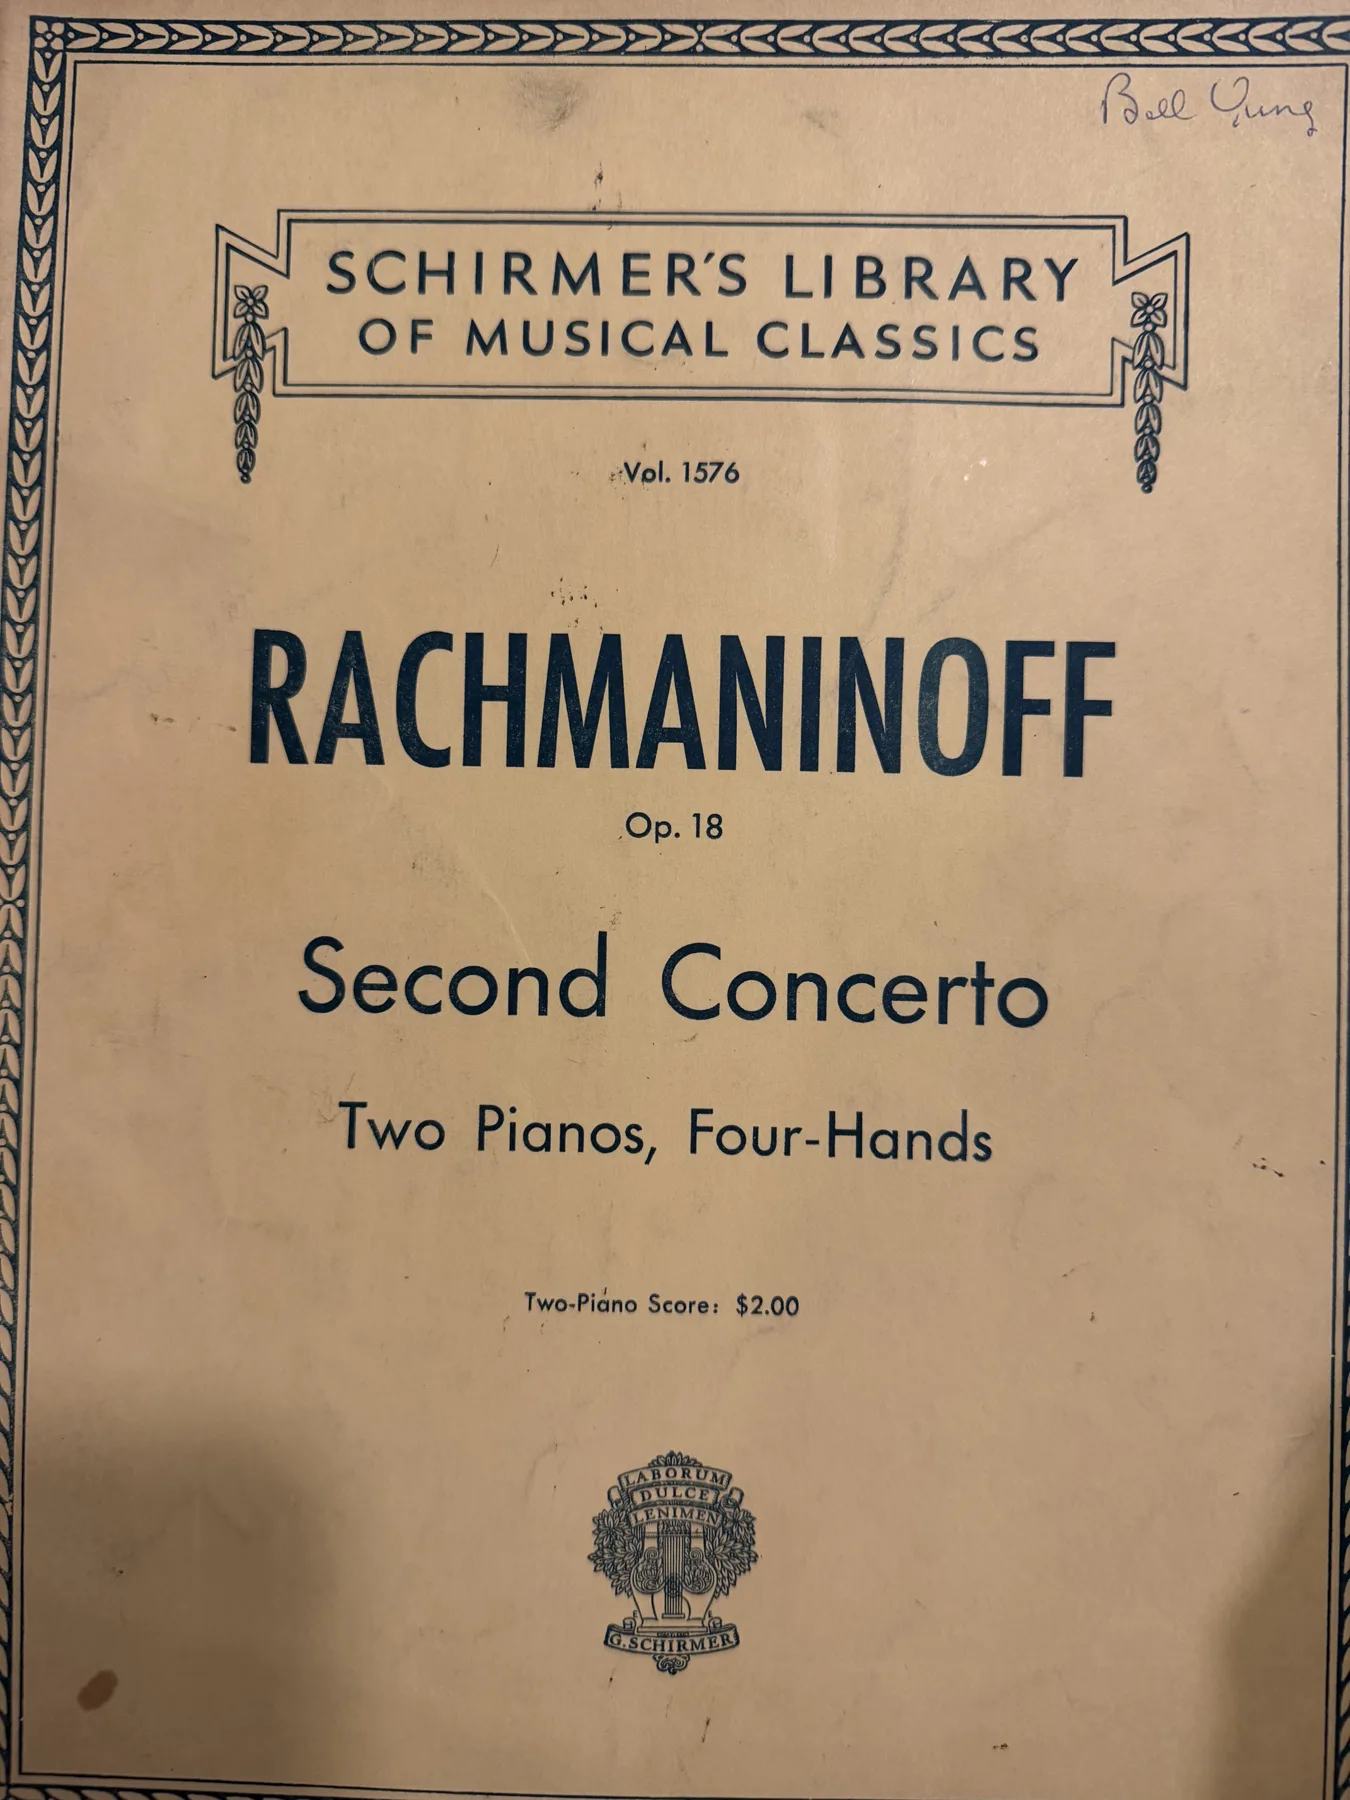 Bell Yung
SCHIRMER'S LIBRARY
OF MUSICAL CLASSICS
Vol. 1576
RACHMANINOFF
Op. 18
Second Concerto
Two Pianos, Four-Hands
Two-Piano Score: $2.00
LABORUM
DULCE
LENIMEN
G. SCHIRMER